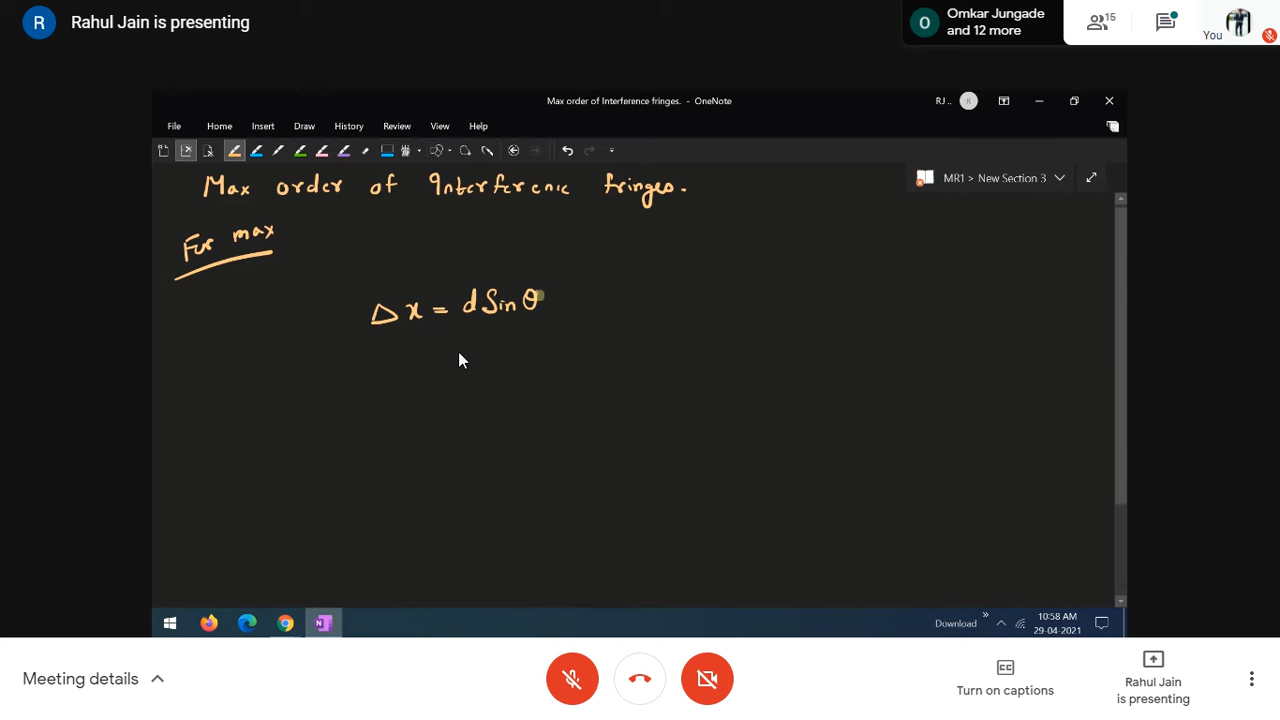 R Rahul Jain is presenting
O Omkar Jungade
and 12 more
15
You
Max order of Interference fringes. - OneNote
RJ ..
File Home Insert Draw History Review View Help
MR1 > New Section 3
Max order of Interference fringes.
For max
Δx = d Sin θ
Download
»
10:58 AM
29-04-2021
Meeting details
Turn on captions
Rahul Jain
is presenting